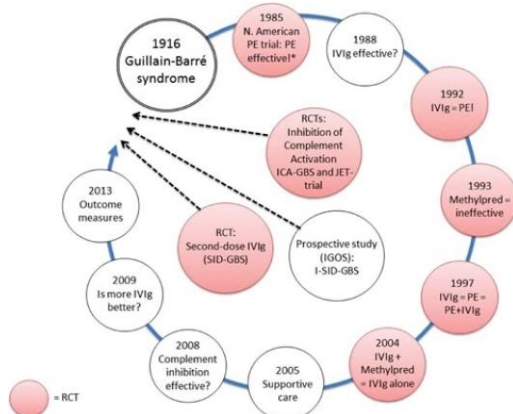 1916
Guillain-Barré
syndrome
1985
N. American
PE trial: PE
effective!*
1988
IVIg effective?
1992
IVIg = PE!
1993
Methylpred =
ineffective
1997
IVIg = PE =
PE+IVIg
2004
IVIg +
Methylpred
= IVIg alone
2005
Supportive
care
2008
Complement
inhibition
effective?
2009
Is more IVIg
better?
2013
Outcome
measures
RCTs:
Inhibition of
Complement
Activation
ICA-GBS and JET-
trial
RCT:
Second-dose IVIg
(SID-GBS)
Prospective study
(IGOS):
I-SID-GBS
= RCT